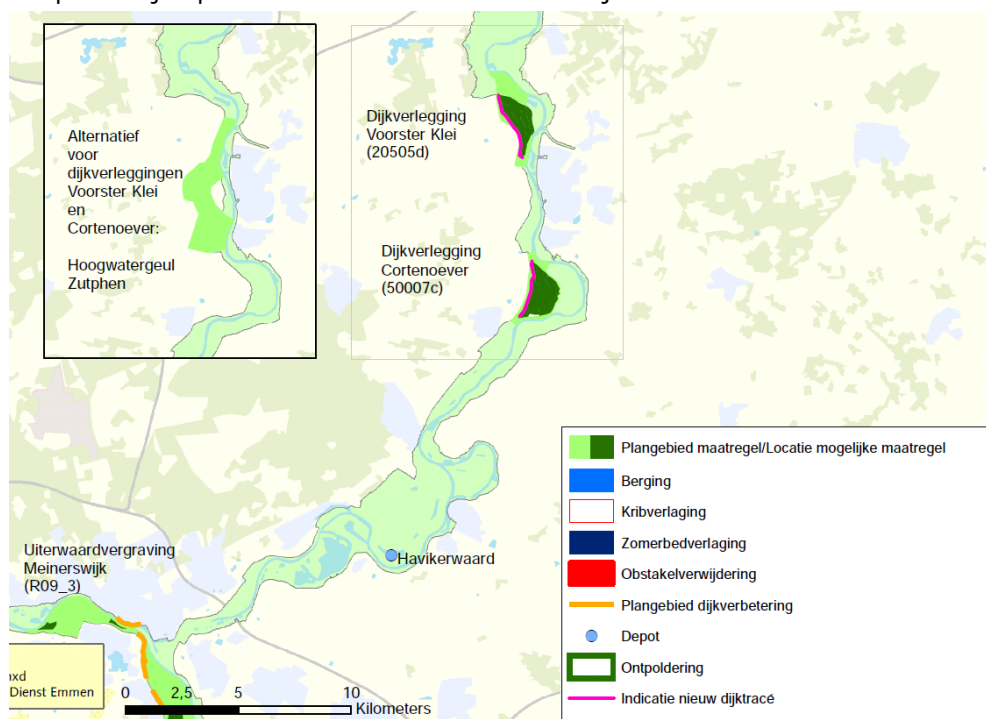 Alternatief
voor
dijkverleggingen
Voorster Klei
en
Cortenoever:
Hoogwatergeul
Zutphen
Dijkverlegging
Voorster Klei
(20505d)
Dijkverlegging
Cortenoever
(50007c)
Havikerwaard
Uiterwaardvergraving
Meinerswijk
(R09_3)
Dienst Emmen
0 2,5 5 10
Kilometers
Plangebied maatregel/Locatie mogelijke maatregel
Berging
Kribverlaging
Zomerbedverlaging
Obstakelverwijdering
Plangebied dijkverbetering
Depot
Ontpoldering
Indicatie nieuw dijktracé